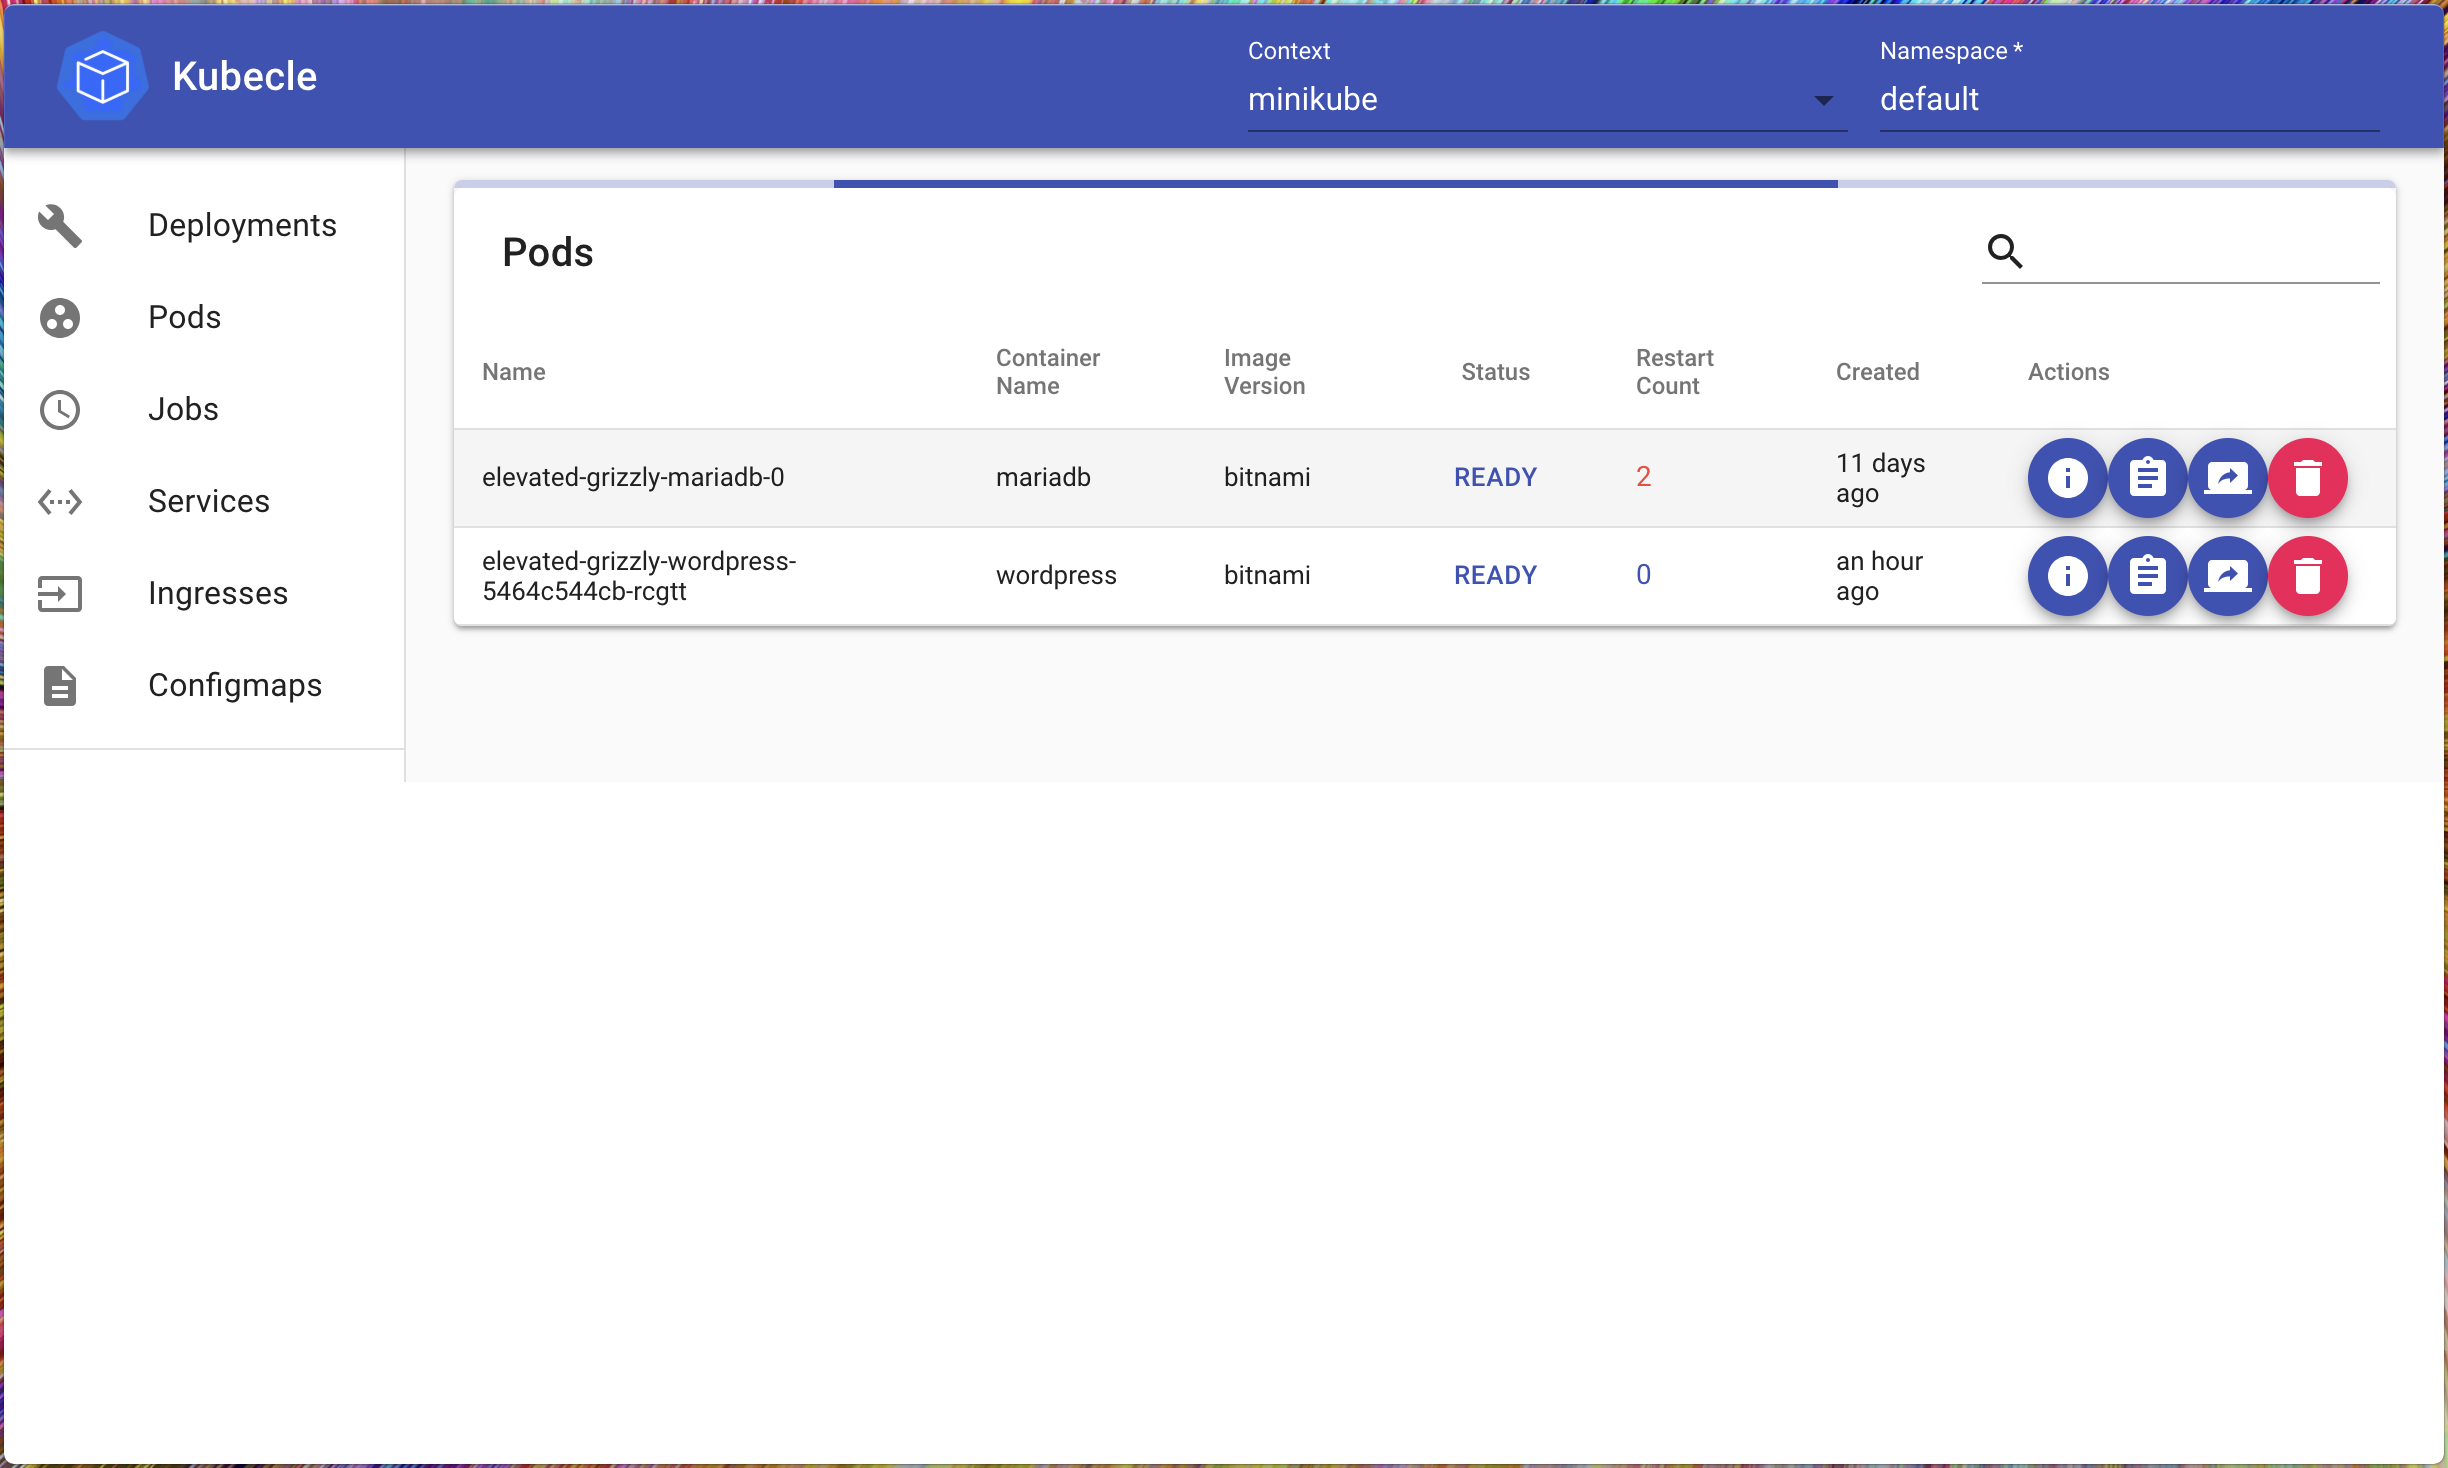 Kubecle
Context
minikube
Namespace *
default
Deployments
Pods
Jobs
Services
Ingresses
Configmaps
Pods
Name
Container
Name
Image
Version
Status
Restart
Count
Created
Actions
elevated-grizzly-mariadb-0
mariadb
bitnami
READY
2
11 days
ago
elevated-grizzly-wordpress-
5464c544cb-rcgtt
wordpress
bitnami
READY
0
an hour
ago